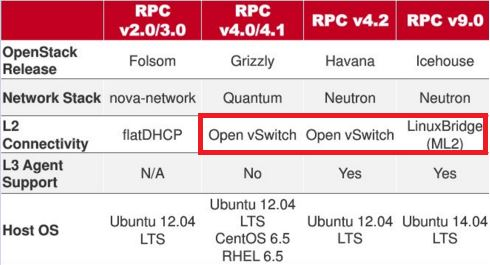 RPC v2.0/3.0 RPC v4.0/4.1 RPC v4.2 RPC v9.0
OpenStack Release Folsom Grizzly Havana Icehouse
Network Stack nova-network Quantum Neutron Neutron
L2 Connectivity flatDHCP Open vSwitch Open vSwitch LinuxBridge (ML2)
L3 Agent Support N/A No Yes Yes
Host OS Ubuntu 12.04 LTS Ubuntu 12.04 LTS CentOS 6.5 RHEL 6.5 Ubuntu 12.04 LTS Ubuntu 14.04 LTS